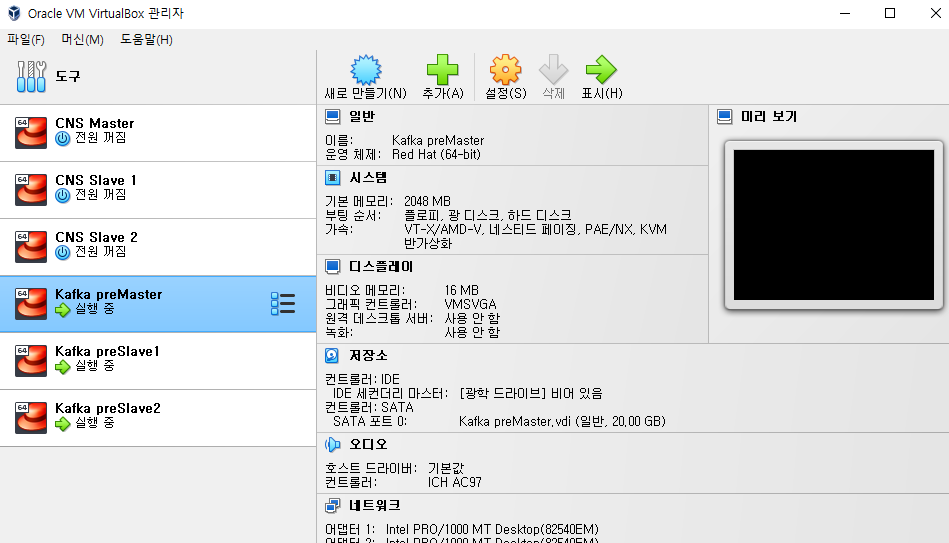 Oracle VM VirtualBox 관리자
파일(F) 머신(M) 도움말(H)
도구
새로 만들기(N) 추가(A) 설정(S) 삭제 표시(H)
64 CNS Master
전원 꺼짐
64 CNS Slave 1
전원 꺼짐
64 CNS Slave 2
전원 꺼짐
64 Kafka preMaster
실행 중
64 Kafka preSlave1
실행 중
64 Kafka preSlave2
실행 중
일반
이름: Kafka preMaster
운영 체제: Red Hat (64-bit)
시스템
기본 메모리: 2048 MB
부팅 순서: 플로피, 광 디스크, 하드 디스크
가속: VT-X/AMD-V, 네스티드 페이징, PAE/NX, KVM
반가상화
디스플레이
비디오 메모리: 16 MB
그래픽 컨트롤러: VMSVGA
원격 데스크톱 서버: 사용 안 함
녹화: 사용 안 함
저장소
컨트롤러: IDE
IDE 세컨더리 마스터: [광학 드라이브] 비어 있음
컨트롤러: SATA
SATA 포트 0: Kafka preMaster.vdi (일반, 20.00 GB)
오디오
호스트 드라이버: 기본값
컨트롤러: ICH AC97
네트워크
어댑터 1: Intel PRO/1000 MT Desktop(82540EM)
어댑터 2: Intel PRO/1000 MT Desktop(82540EM)
미리 보기